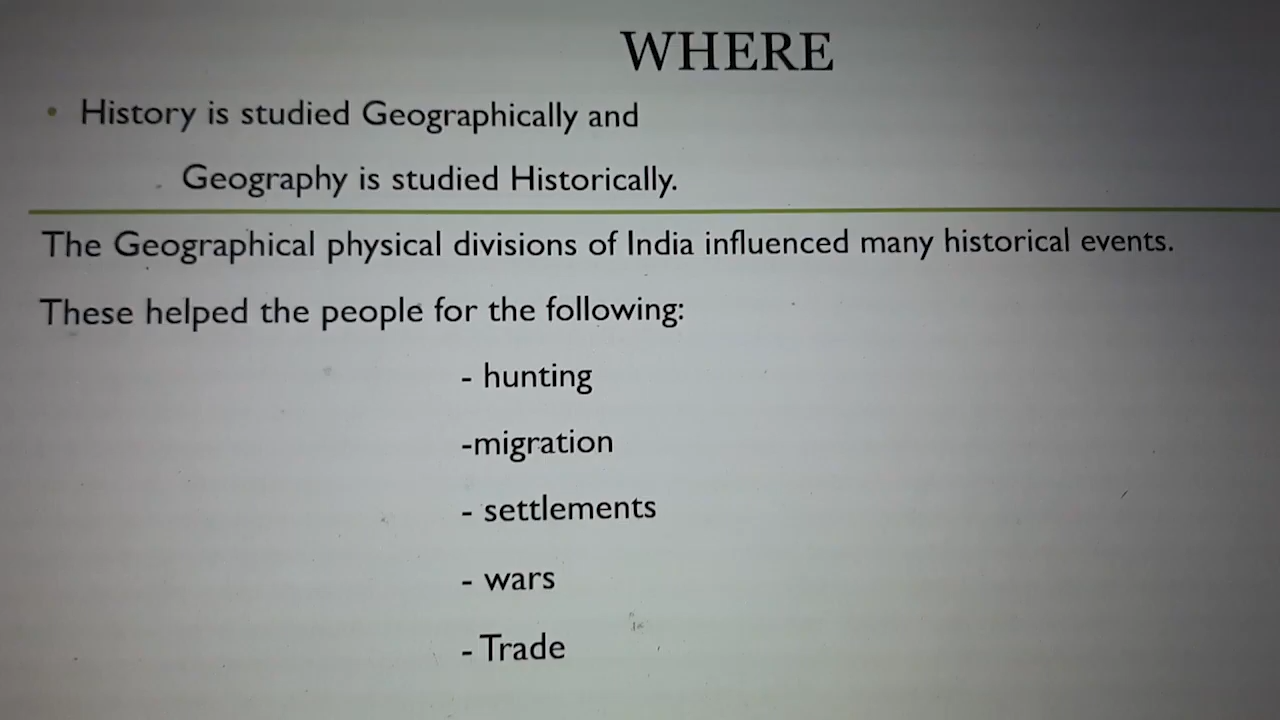 WHERE
• History is studied Geographically and
Geography is studied Historically.
The Geographical physical divisions of India influenced many historical events.
These helped the people for the following:
- hunting
-migration
- settlements
- wars
- Trade